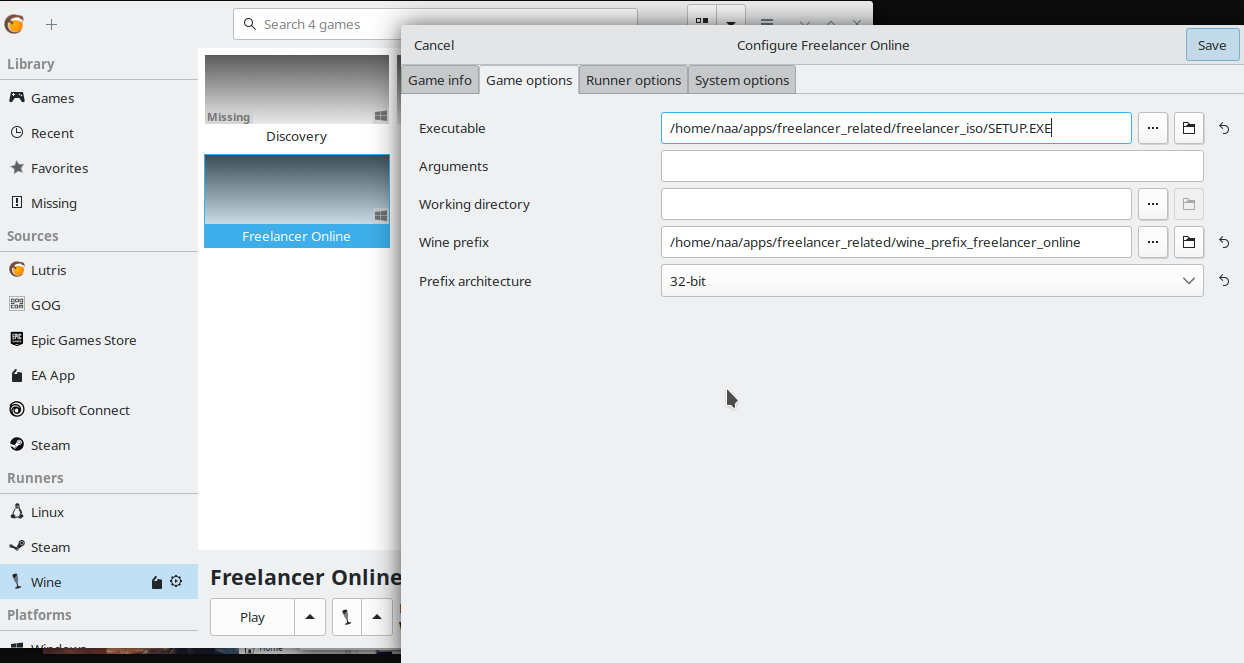 Search 4 games
Library
Games
Recent
Favorites
Missing
Sources
Lutris
GOG
Epic Games Store
EA App
Ubisoft Connect
Steam
Runners
Linux
Steam
Wine
Platforms
Windows
Missing
Discovery
Freelancer Online
Freelancer Online
Play
Home
Cancel
Configure Freelancer Online
Save
Game info
Game options
Runner options
System options
Executable
/home/naa/apps/freelancer_related/freelancer_iso/SETUP.EXE
Arguments
Working directory
Wine prefix
/home/naa/apps/freelancer_related/wine_prefix_freelancer_online
Prefix architecture
32-bit